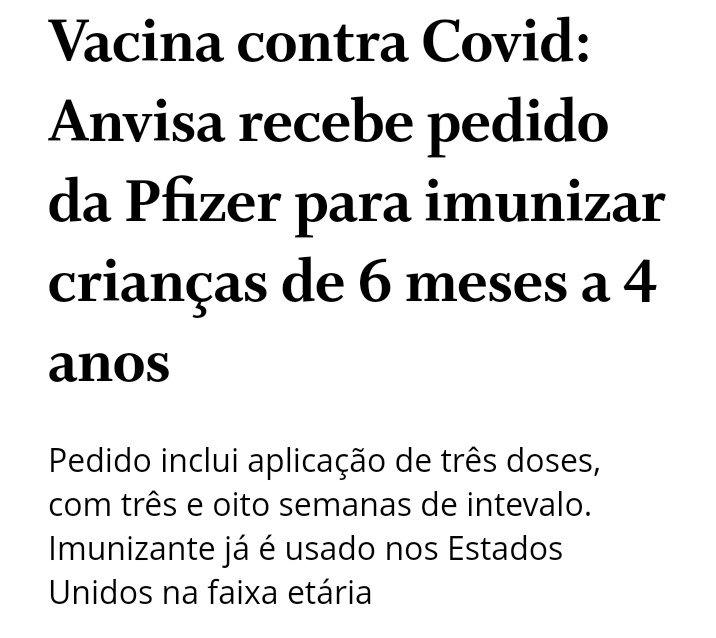 Vacina contra Covid:
Anvisa recebe pedido
da Pfizer para imunizar
crianças de 6 meses a 4
anos
Pedido inclui aplicação de três doses,
com três e oito semanas de intevalo.
Imunizante já é usado nos Estados
Unidos na faixa etária